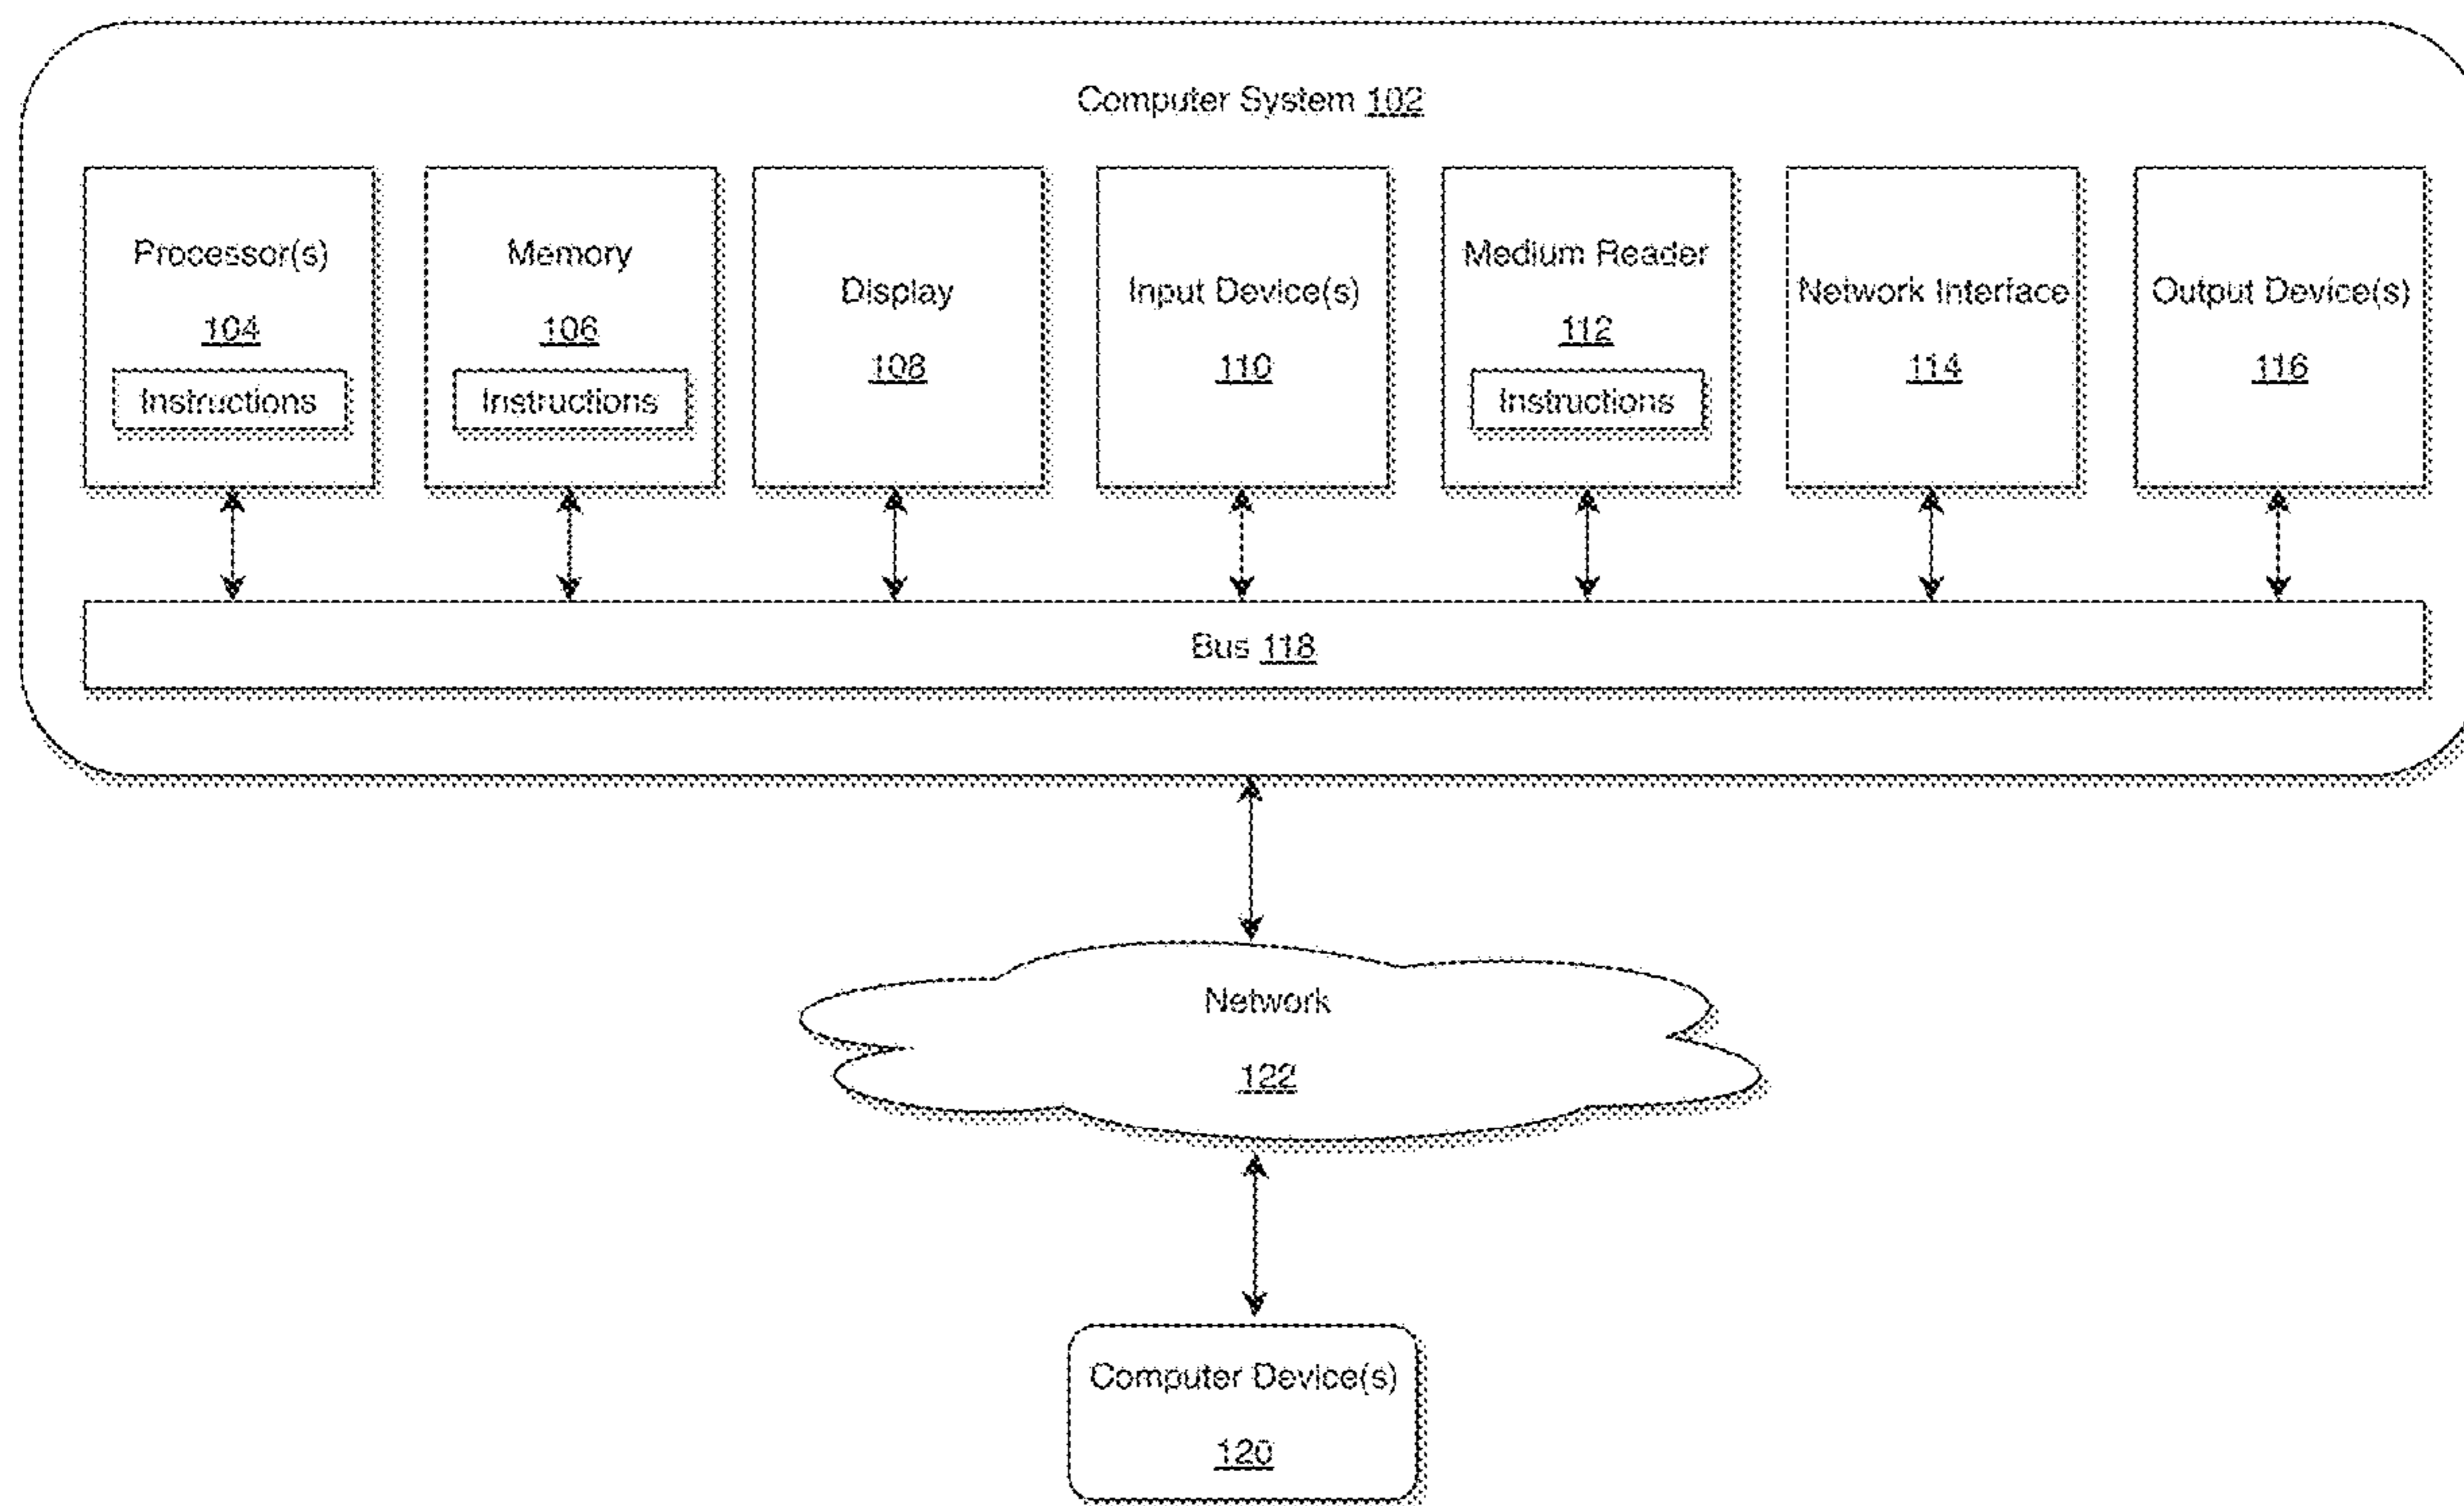 Computer System 102
Processor(s)
104
Instructions
Memory
106
Instructions
Display
108
Input Device(s)
110
Medium Reader
112
Instructions
Network Interface
114
Output Device(s)
116
Bus 118
Network
122
Computer Device(s)
120